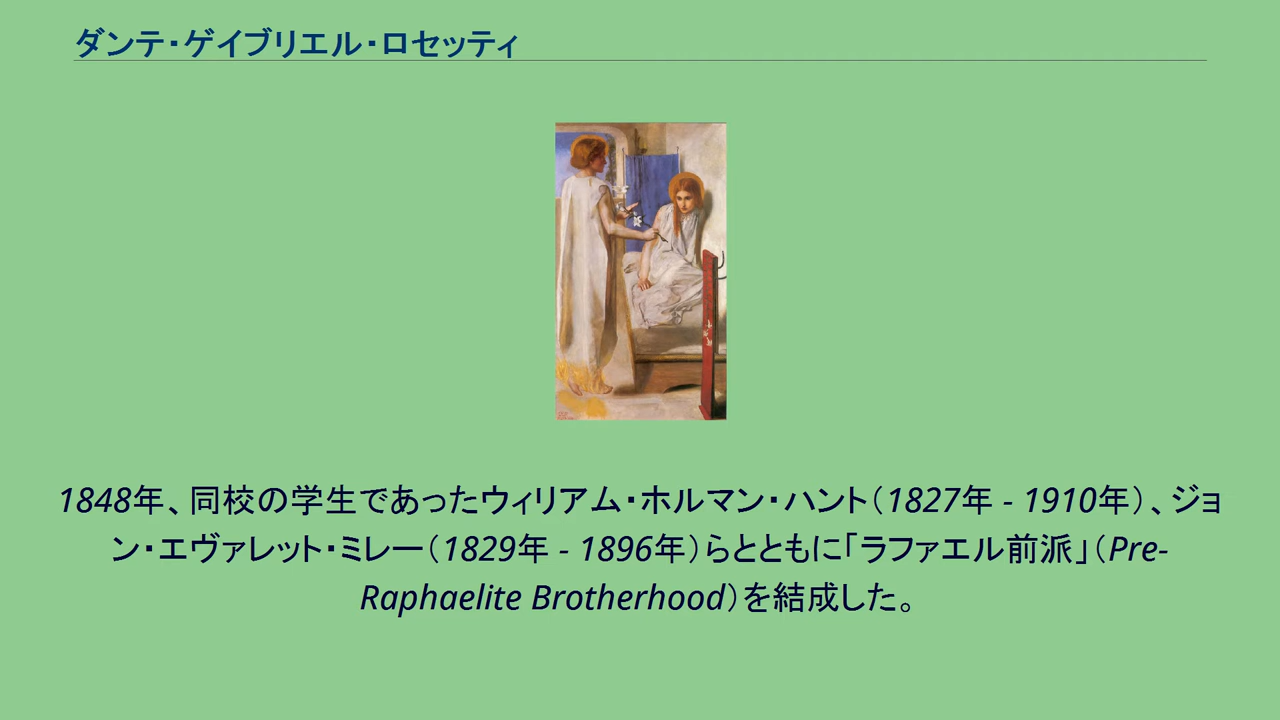 ダンテ・ゲイブリエル・ロセッティ
1848年、同校の学生であったウィリアム・ホルマン・ハント（1827年 - 1910年）、ジョ
ン・エヴァレット・ミレー（1829年 - 1896年）らとともに「ラファエル前派」（Pre-
Raphaelite Brotherhood）を結成した。